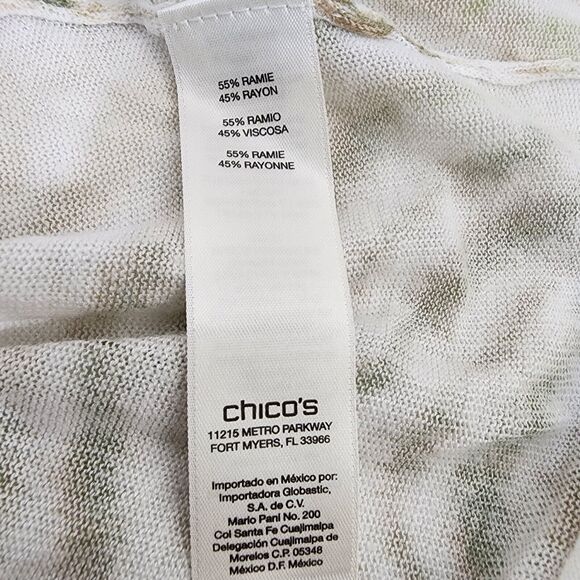 55% RAMIE
45% RAYON
55% RAMIO
45% VISCOSA
55% RAMIE
45% RAYONNE
chico's
11215 METRO PARKWAY
FORT MYERS, FL 33966
Importado en México por:
Importadora Globastic,
S.A. de C.V.
Mario Pani No. 200
Col Santa Fe Cuajimalpa
Delegación Cuajimalpa de
Morelos C.P. 05348
México D.F. México